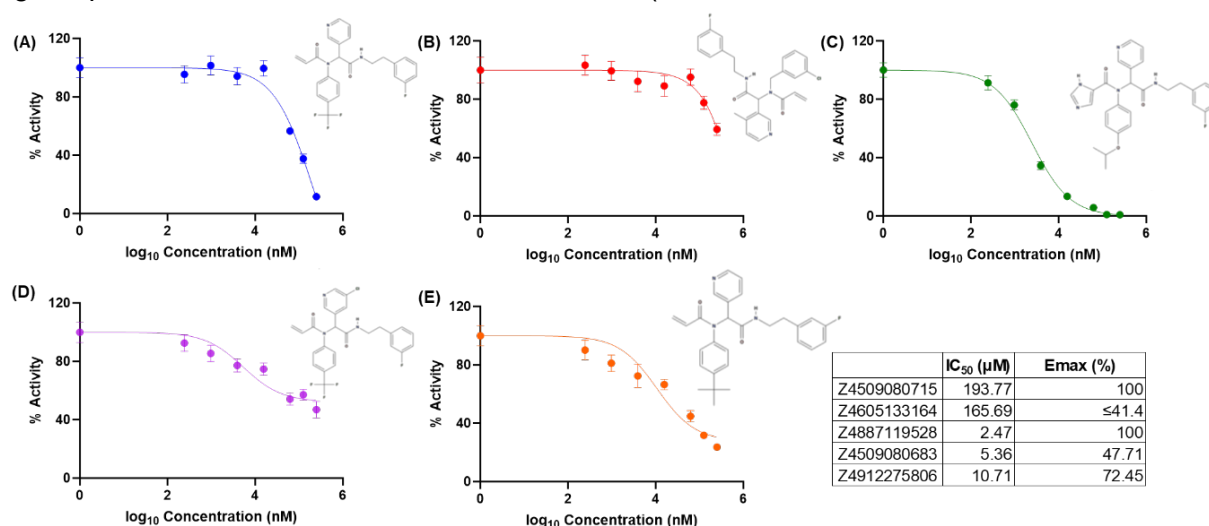 (A)
120
80
40
0
0
2
4
6
% Activity
log10 Concentration (nM)
(B)
120
80
40
0
0
2
4
6
% Activity
log10 Concentration (nM)
(C)
120
80
40
0
0
2
4
6
% Activity
log10 Concentration (nM)
(D)
120
80
40
0
0
2
4
6
% Activity
log10 Concentration (nM)
(E)
120
80
40
0
0
2
4
6
% Activity
log10 Concentration (nM)
IC50 (µM) Emax (%)
Z4509080715 193.77 100
Z4605133164 165.69 ≤41.4
Z4887119528 2.47 100
Z4509080683 5.36 47.71
Z4912275806 10.71 72.45